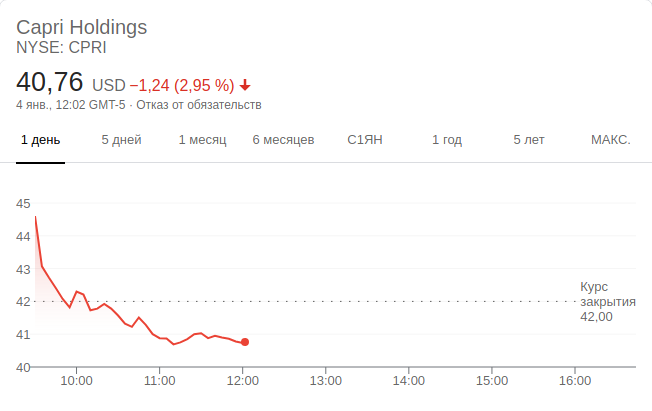 Capri Holdings
NYSE: CPRI
40,76 USD −1,24 (2,95 %)
4 янв., 12:02 GMT-5 · Отказ от обязательств
1 день 5 дней 1 месяц 6 месяцев С1ЯН 1 год 5 лет МАКС.
45
44
43
Курс
42 закрытия
42,00
41
40
10:00 11:00 12:00 13:00 14:00 15:00 16:00